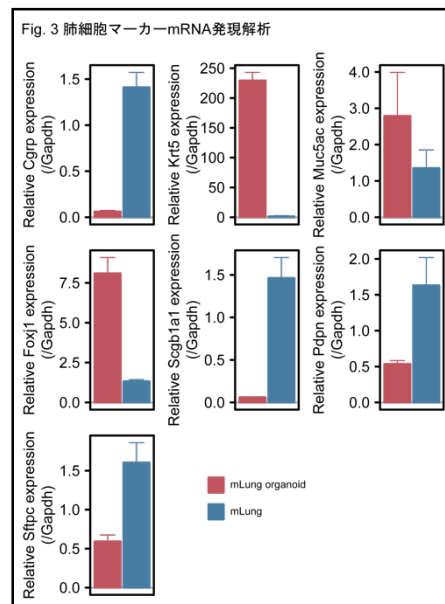 Fig. 3 肺細胞マーカーmRNA発現解析
Relative Cgrp expression
(/Gapdh)
1.5
1.0
0.5
0.0
Relative Krt5 expression
(/Gapdh)
250
200
150
100
50
0
Relative Muc5ac expression
(/Gapdh)
4.0
3.0
2.0
1.0
0.0
Relative Foxj1 expression
(/Gapdh)
7.5
5.0
2.5
0.0
Relative Scgb1a1 expression
(/Gapdh)
1.5
1.0
0.5
0.0
Relative Pdpn expression
(/Gapdh)
2.0
1.5
1.0
0.5
0.0
Relative Sftpc expression
(/Gapdh)
1.5
1.0
0.5
0.0
mLung organoid
mLung